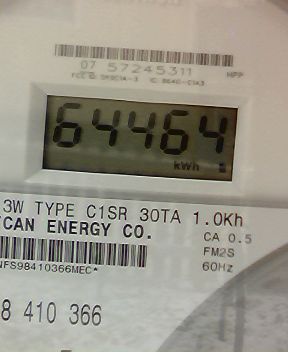 07 57245311 HPP
64464
kWh
3W TYPE C1SR 30TA 1.0Kh
CAN ENERGY CO. CA 0.5
FM2S
NFS98410366MEC* 60Hz
8 410 366